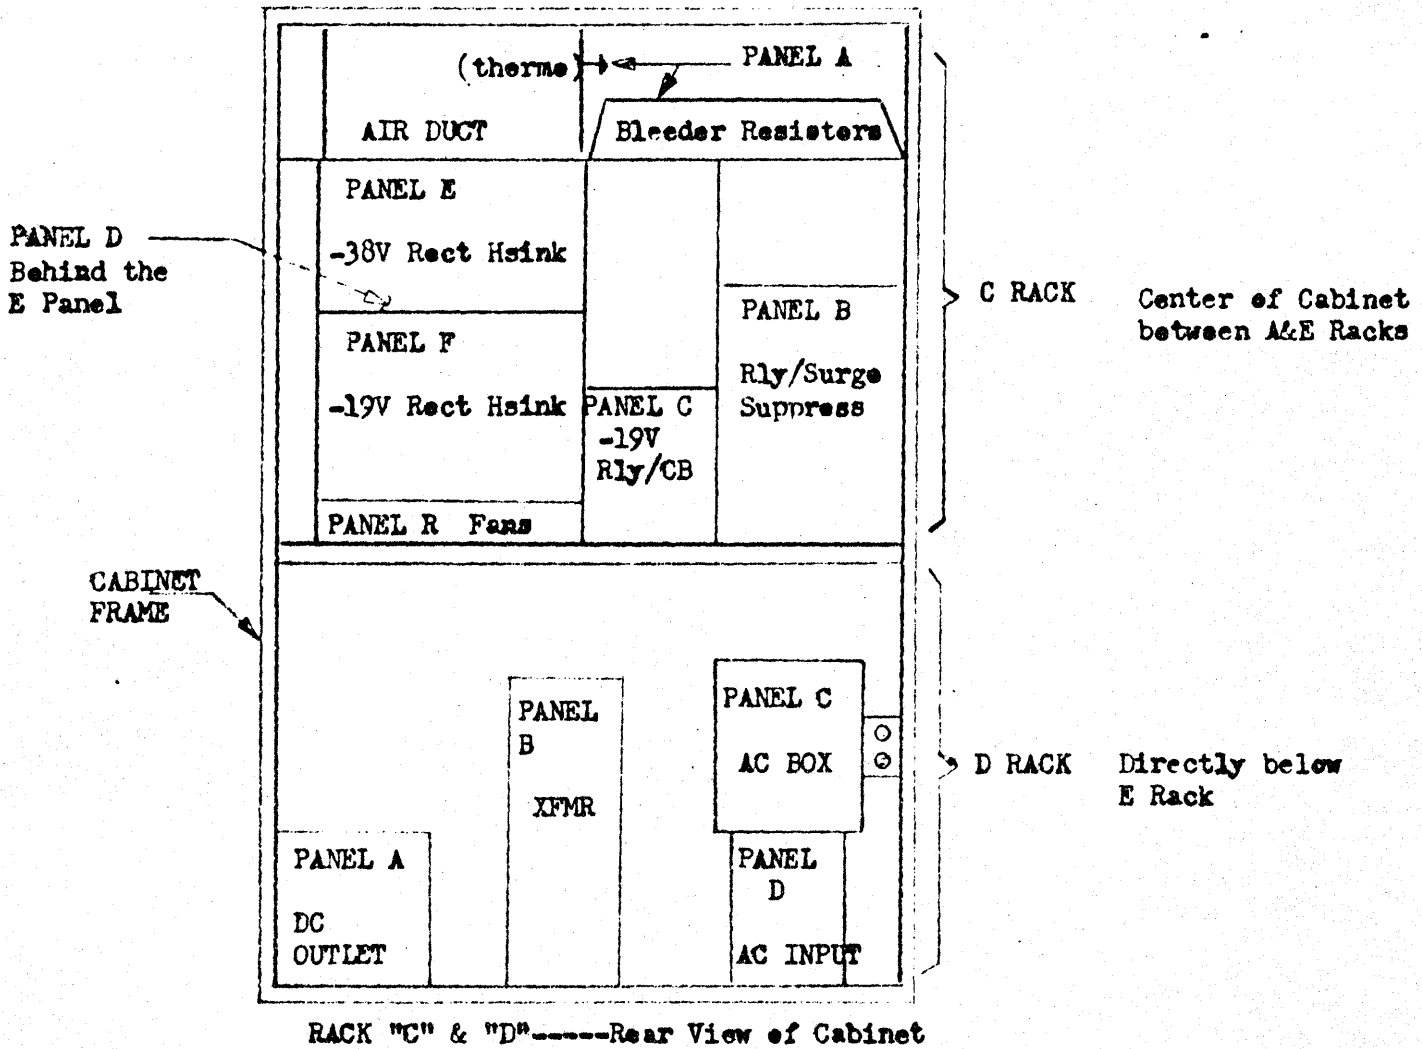 (thermo)
PANEL A
AIR DUCT
Bleeder Resistors
PANEL E
-38V Rect Hsink
PANEL D
Behind the
E Panel
PANEL F
-19V Rect Hsink
PANEL C
-19V
Rly/CB
PANEL B
Rly/Surge
Suppress
PANEL R Fans
C RACK
Center of Cabinet
between A&E Racks
CABINET
FRAME
PANEL
B
XFMR
PANEL C
AC BOX
PANEL A
DC
OUTLET
PANEL
D
AC INPUT
D RACK
Directly below
E Rack
RACK "C" & "D"-----Rear View of Cabinet